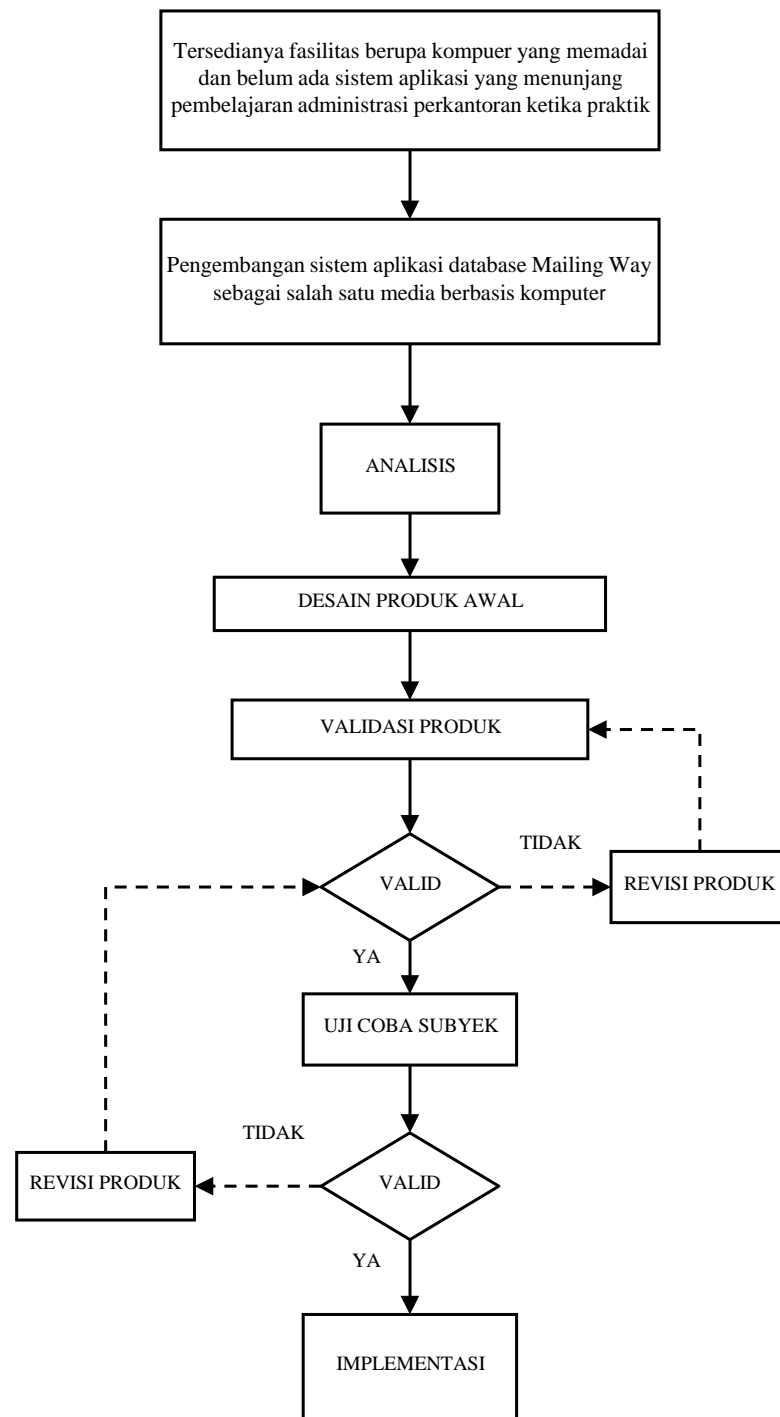 Tersedianya fasilitas berupa kompuer yang memadai
dan belum ada sistem aplikasi yang menunjang
pembelajaran administrasi perkantoran ketika praktik
Pengembangan sistem aplikasi database Mailing Way
sebagai salah satu media berbasis komputer
ANALISIS
DESAIN PRODUK AWAL
VALIDASI PRODUK
TIDAK
VALID
REVISI PRODUK
YA
UJI COBA SUBYEK
TIDAK
REVISI PRODUK
VALID
YA
IMPLEMENTASI